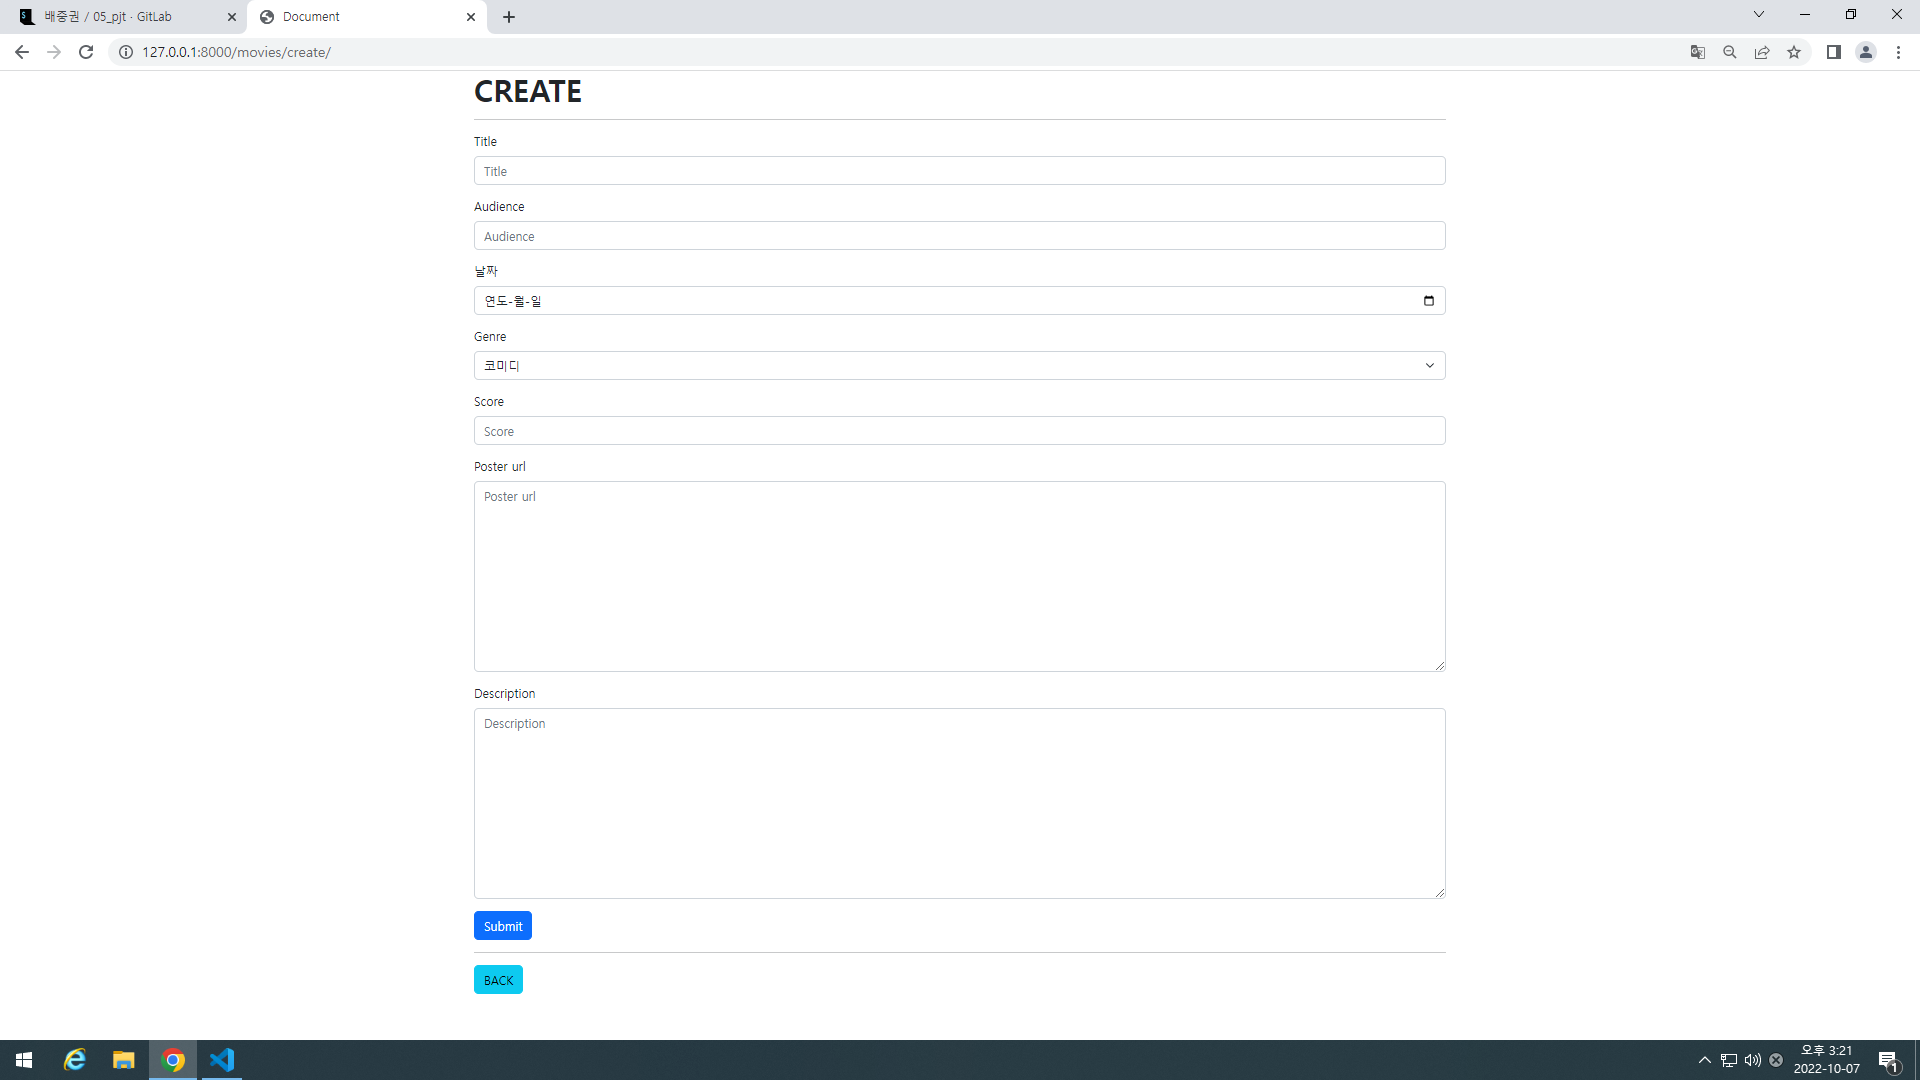 배중권 / 05_pjt · GitLab
Document
127.0.0.1:8000/movies/create/
CREATE
Title
Title
Audience
Audience
날짜
연도-월-일
Genre
코미디
Score
Score
Poster url
Poster url
Description
Description
Submit
BACK
오후 3:21
2022-10-07
1